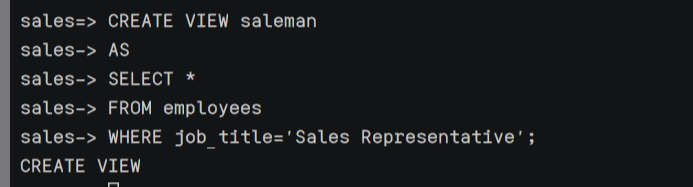 sales=> CREATE VIEW saleman
sales-> AS
sales-> SELECT *
sales-> FROM employees
sales-> WHERE job_title='Sales Representative';
CREATE VIEW